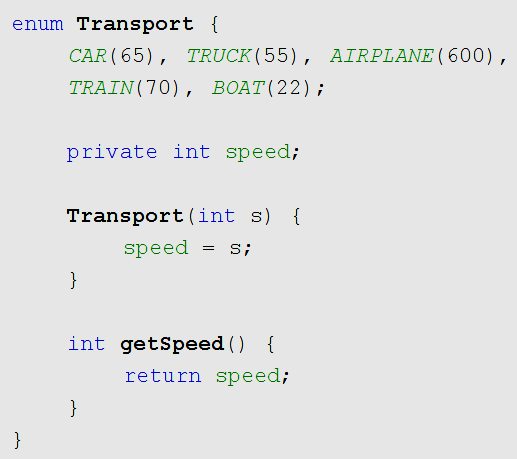 enum Transport {
CAR(65), TRUCK(55), AIRPLANE(600),
TRAIN(70), BOAT(22);
private int speed;
Transport(int s) {
speed = s;
}
int getSpeed() {
return speed;
}
}